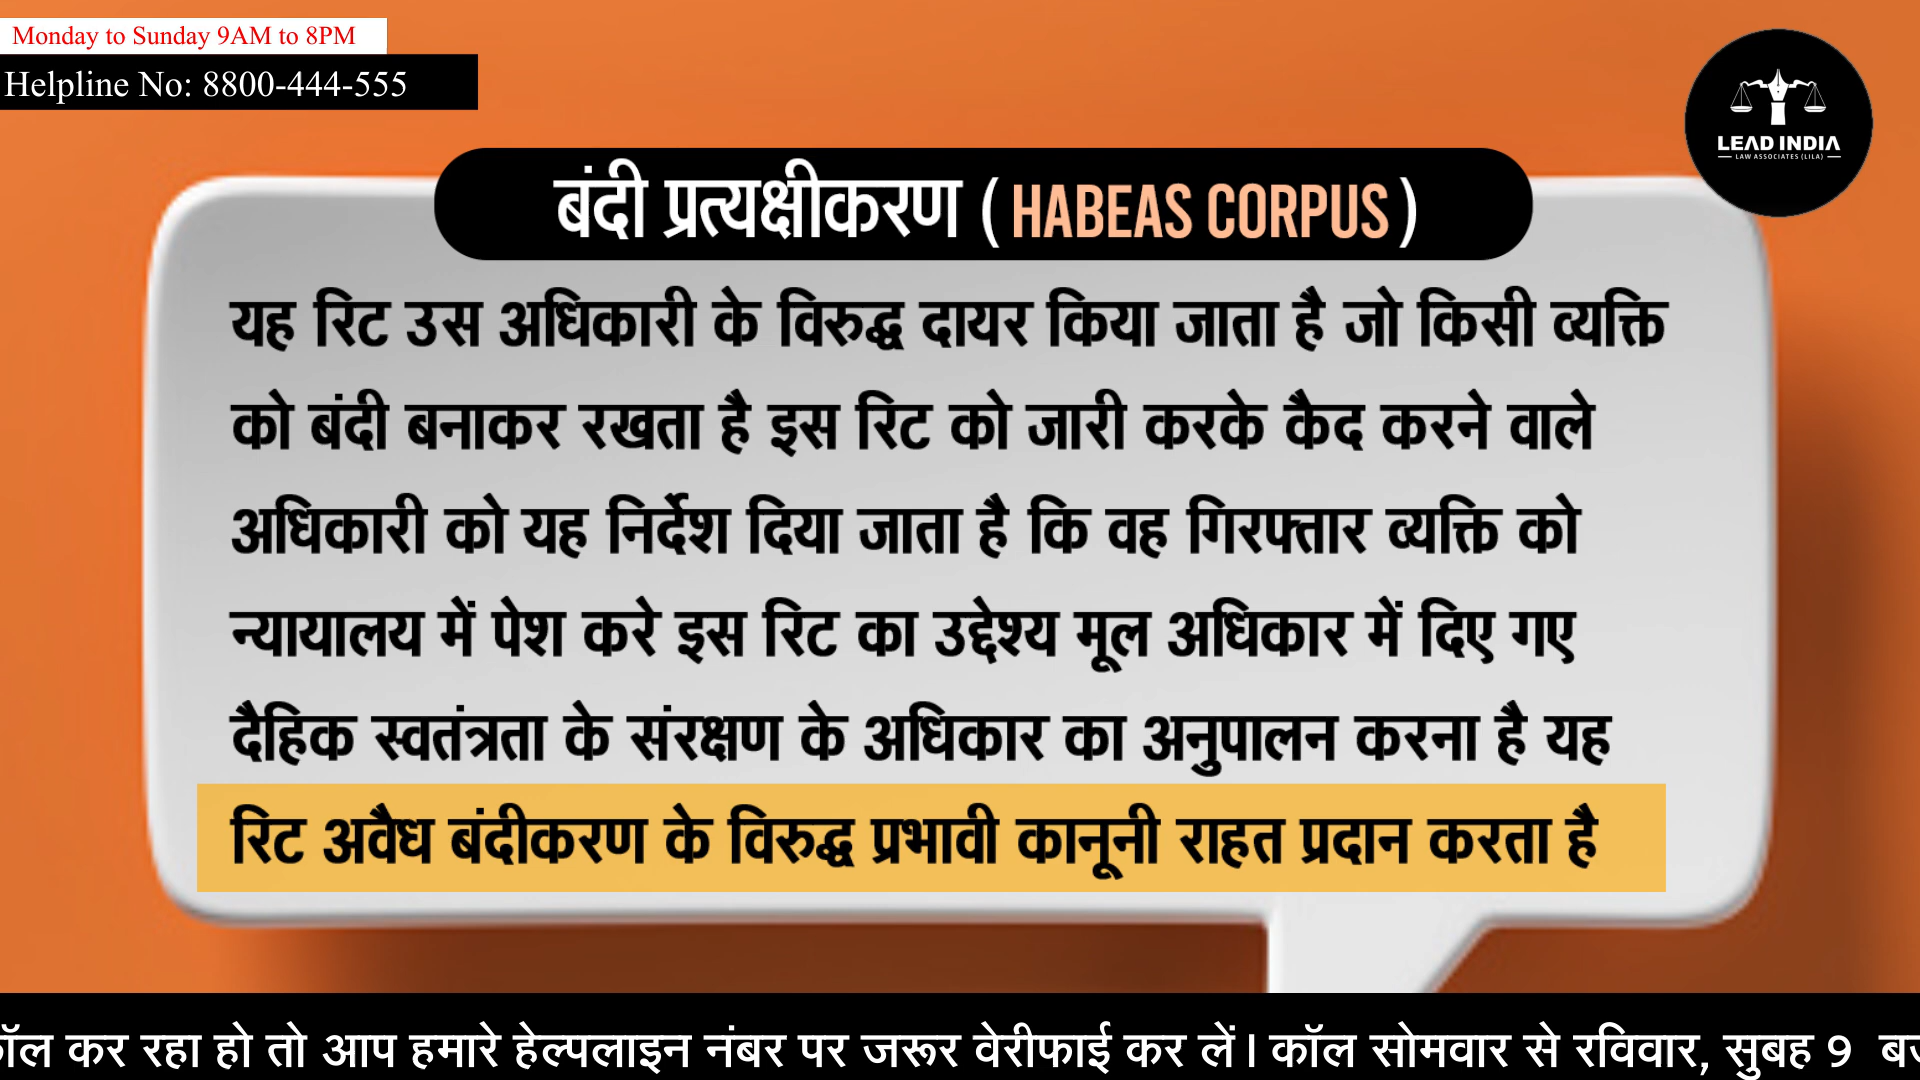 Monday to Sunday 9AM to 8PM
Helpline No: 8800-444-555
LEAD INDIA
LAW ASSOCIATES (LILA)
बंदी प्रत्यक्षीकरण ( HABEAS CORPUS )
यह रिट उस अधिकारी के विरुद्ध दायर किया जाता है जो किसी व्यक्ति
को बंदी बनाकर रखता है इस रिट को जारी करके कैद करने वाले
अधिकारी को यह निर्देश दिया जाता है कि वह गिरफ्तार व्यक्ति को
न्यायालय में पेश करे इस रिट का उद्देश्य मूल अधिकार में दिए गए
दैहिक स्वतंत्रता के संरक्षण के अधिकार का अनुपालन करना है यह
रिट अवैध बंदीकरण के विरुद्ध प्रभावी कानूनी राहत प्रदान करता है
कर रहा हो तो आप हमारे हेल्पलाइन नंबर पर जरूर वेरीफाई कर लें। कॉल सोमवार से रविवार, सुबह 9